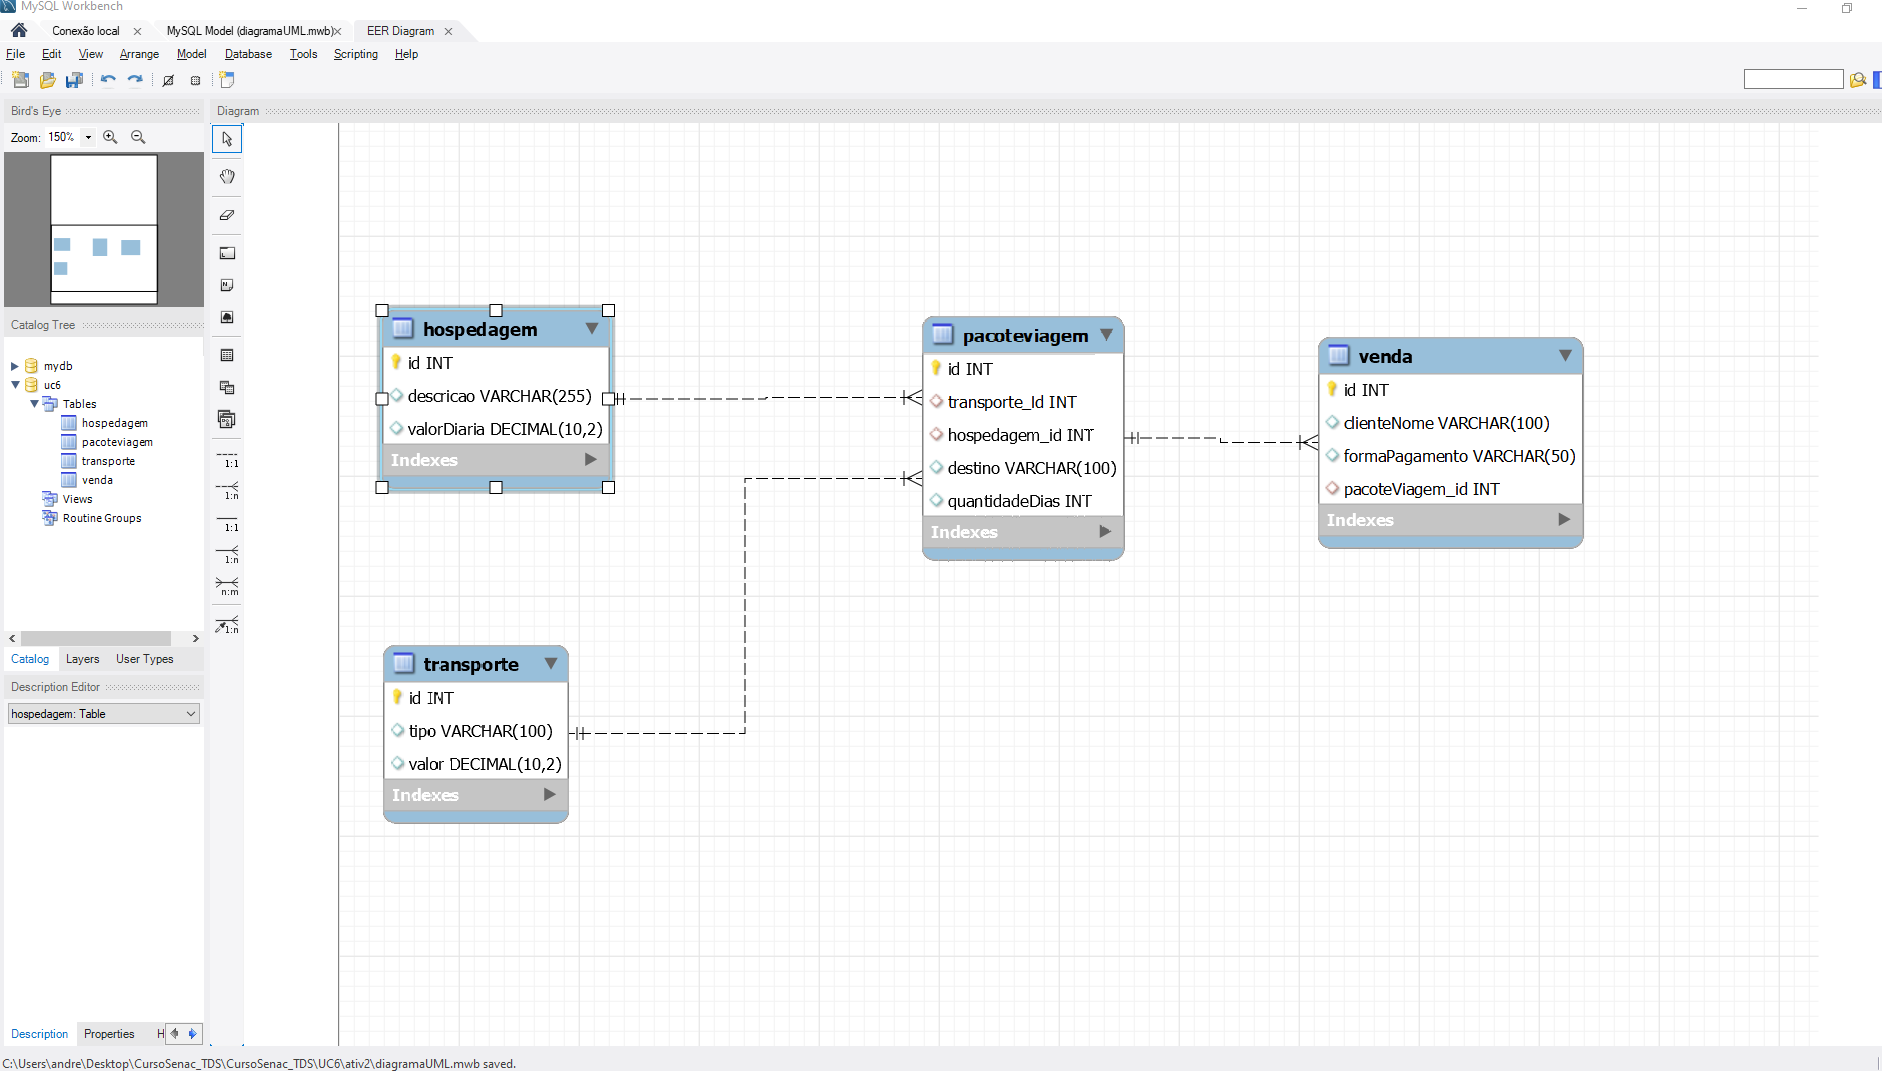 MySQL Workbench
Conexão local
MySQL Model (diagramaUML.mwb)
EER Diagram
File Edit View Arrange Model Database Tools Scripting Help
Bird's Eye
Zoom: 150%
Catalog Tree
mydb
uc6
Tables
hospedagem
pacoteviagem
transporte
venda
Views
Routine Groups
Catalog Layers User Types
Description Editor
hospedagem: Table
Description Properties H
Diagram
1:1
1:n
1:1
1:n
n:m
1:n
hospedagem
id INT
descricao VARCHAR(255)
valorDiaria DECIMAL(10,2)
Indexes
transporte
id INT
tipo VARCHAR(100)
valor DECIMAL(10,2)
Indexes
pacoteviagem
id INT
transporte_Id INT
hospedagem_id INT
destino VARCHAR(100)
quantidadeDias INT
Indexes
venda
id INT
clienteNome VARCHAR(100)
formaPagamento VARCHAR(50)
pacoteViagem_id INT
Indexes
C:\Users\andre\Desktop\CursoSenac_TDS\CursoSenac_TDS\UC6\ativ2\diagramaUML.mwb saved.